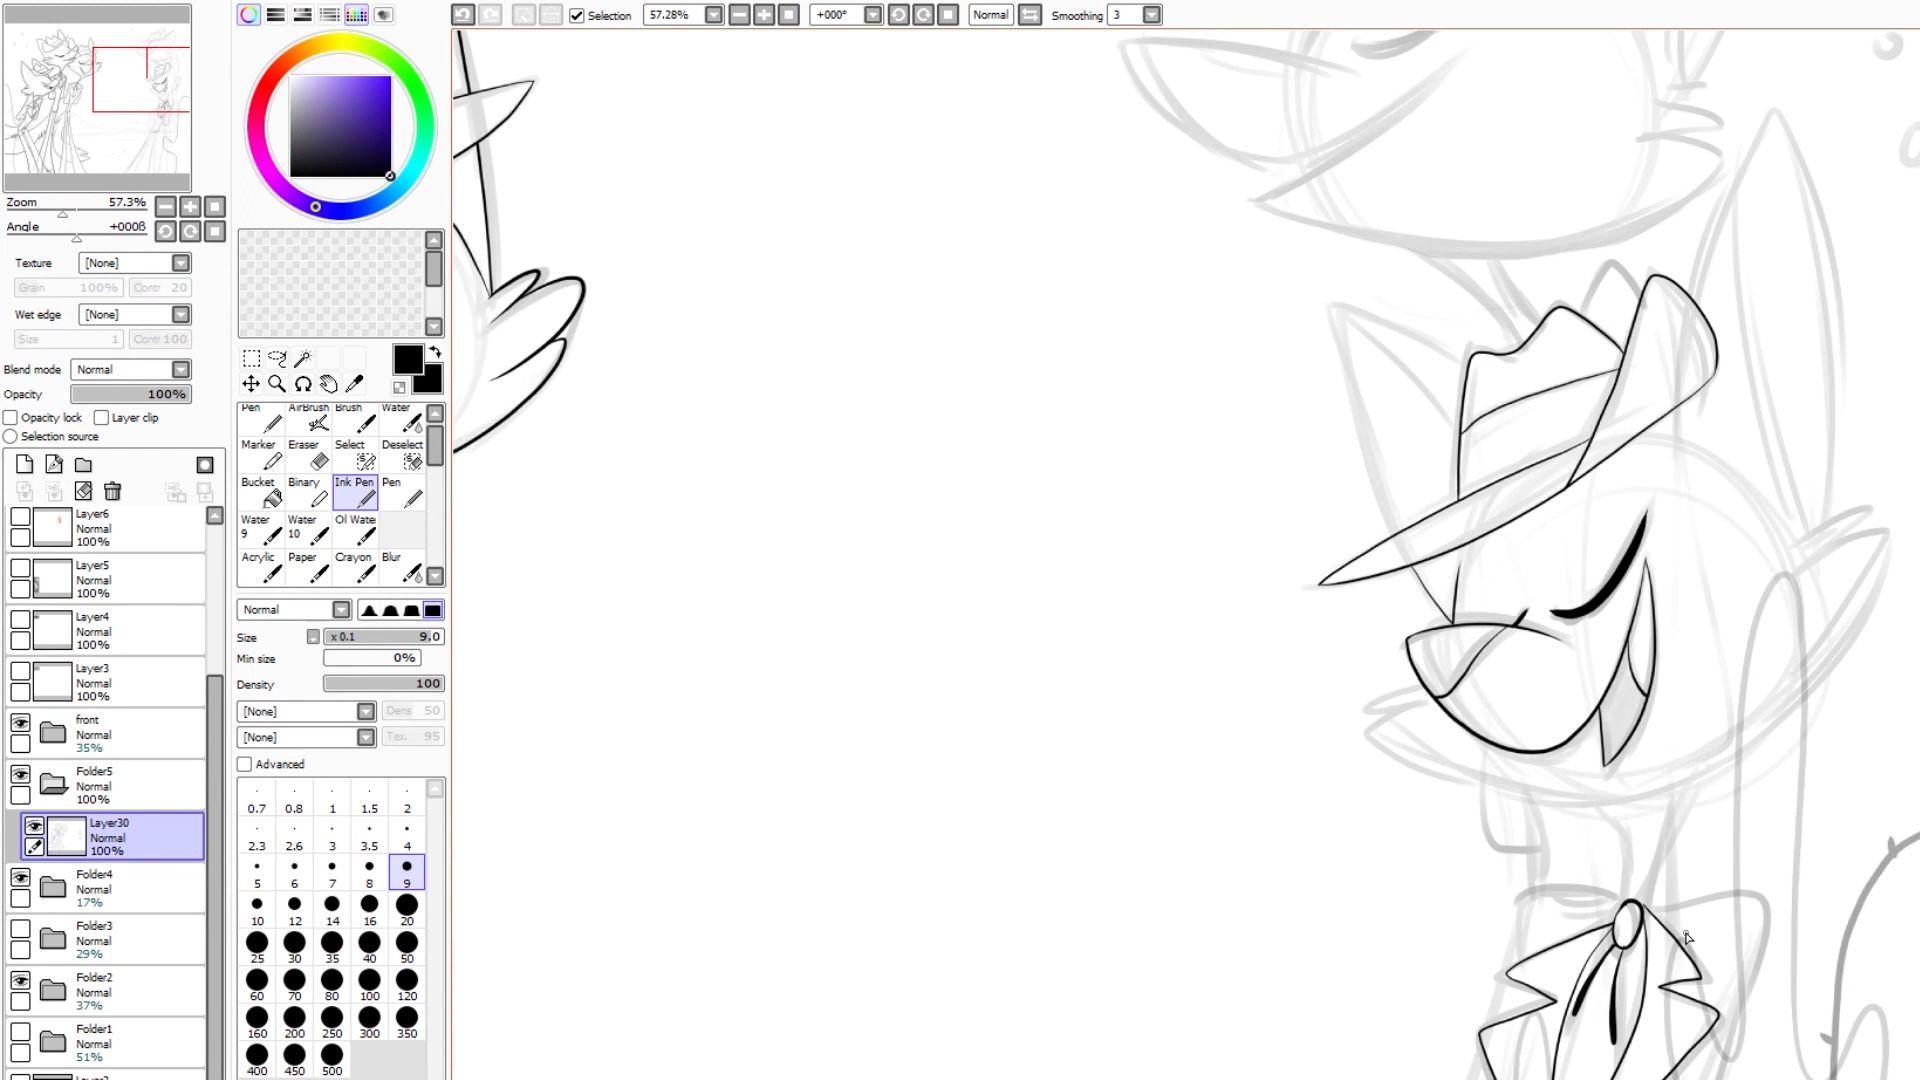 Selection 57.28% +000° Normal Smoothing 3
Zoom 57.3%
Angle +000ß
Texture [None]
Grain 100% Contr 20
Wet edge [None]
Size 1 Contr 100
Blend mode Normal
Opacity 100%
Opacity lock Layer clip
Selection source
Layer6
Normal
100%
Layer5
Normal
100%
Layer4
Normal
100%
Layer3
Normal
100%
front
Normal
35%
Folder5
Normal
100%
Layer30
Normal
100%
Folder4
Normal
17%
Folder3
Normal
29%
Folder2
Normal
37%
Folder1
Normal
51%
Pen AirBrush Brush Water
Marker Eraser Select Deselect
Bucket Binary Ink Pen Pen
Water 9 Water 10 Ol Wate
Acrylic Paper Crayon Blur
Normal
Size x 0.1 9.0
Min size 0%
Density 100
[None] Dens 50
[None] Tex. 95
Advanced
0.7 0.8 1 1.5 2
2.3 2.6 3 3.5 4
5 6 7 8 9
10 12 14 16 20
25 30 35 40 50
60 70 80 100 120
160 200 250 300 350
400 450 500